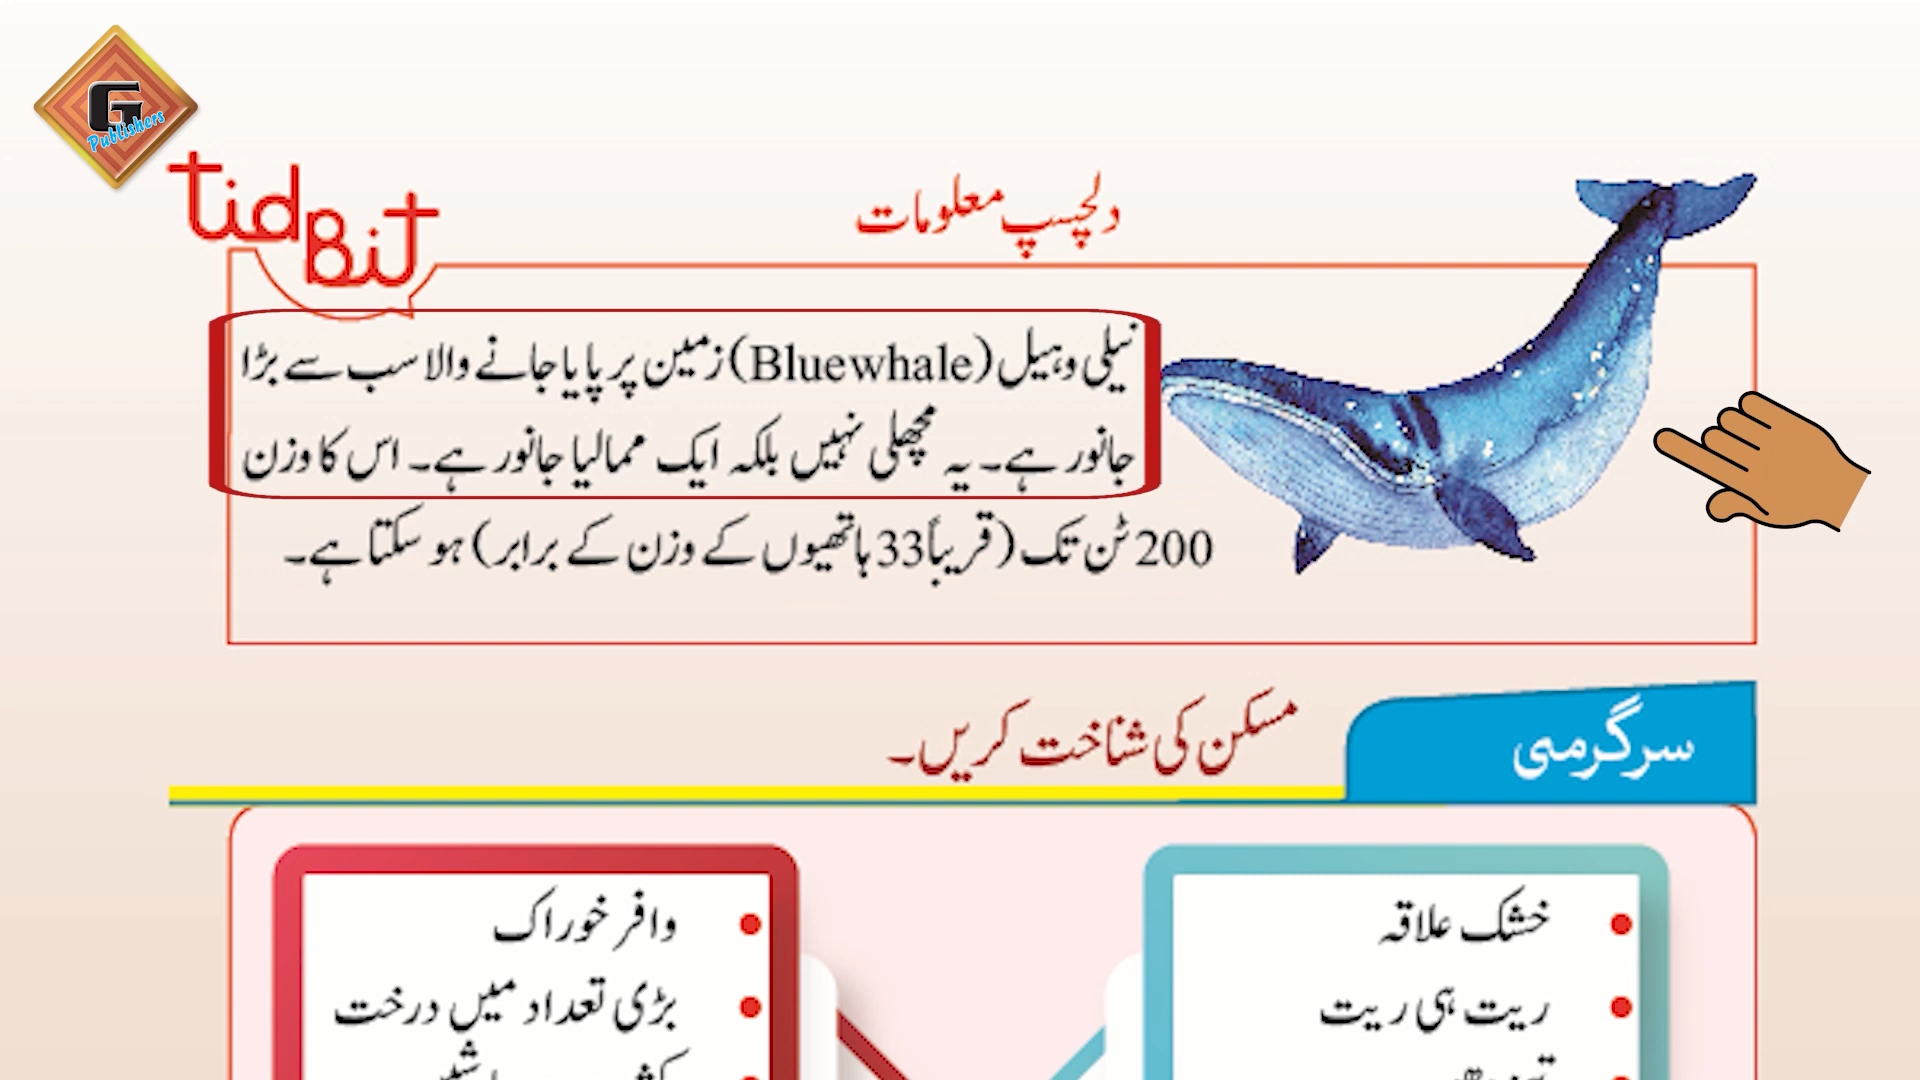 G
Publishers
tidBit
دلچسپ معلومات
نیلی وہیل (Bluewhale) زمین پر پایا جانے والا سب سے بڑا
جانور ہے۔ یہ مچھلی نہیں بلکہ ایک ممالیا جانور ہے۔ اس کا وزن
200 ٹن تک (قریباً 33 ہاتھیوں کے وزن کے برابر) ہو سکتا ہے۔
سرگرمی
مسکن کی شناخت کریں۔
خشک علاقہ
ریت ہی ریت
وافر خوراک
بڑی تعداد میں درخت